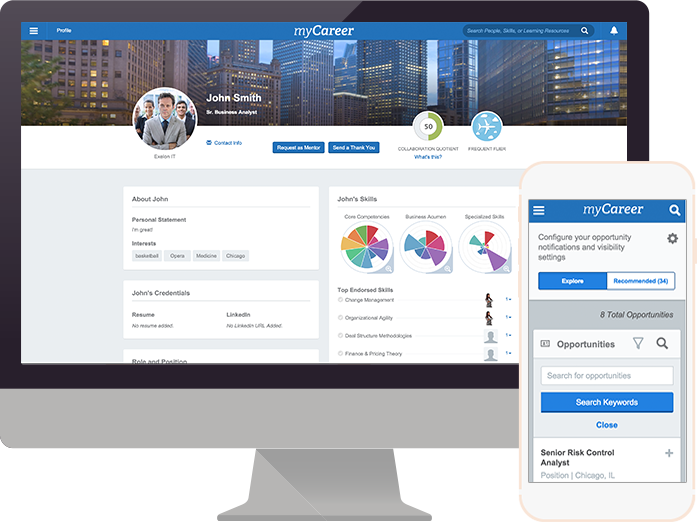 Profile
myCareer
Search People, Skills, or Learning Resources
John Smith
Sr. Business Analyst
Exelon IT
Contact Info
Request as Mentor
Send a Thank You
50
COLLABORATION QUOTIENT
What's this?
FREQUENT FLIER
About John
Personal Statement
I'm great!
Interests
basketball
Opera
Medicine
Chicago
John's Credentials
Resume
No resume added.
LinkedIn
No LinkedIn URL Added.
Role and Position
John's Skills
Core Competencies
Business Acumen
Specialized Skills
Top Endorsed Skills
Change Management
1+
Organizational Agility
1+
Deal Structure Methodologies
1+
Finance & Pricing Theory
1+
myCareer
Configure your opportunity
notifications and visibility
settings
Explore
Recommended (34)
8 Total Opportunities
Opportunities
Search for opportunities
Search Keywords
Close
Senior Risk Control
Analyst
Position | Chicago, IL